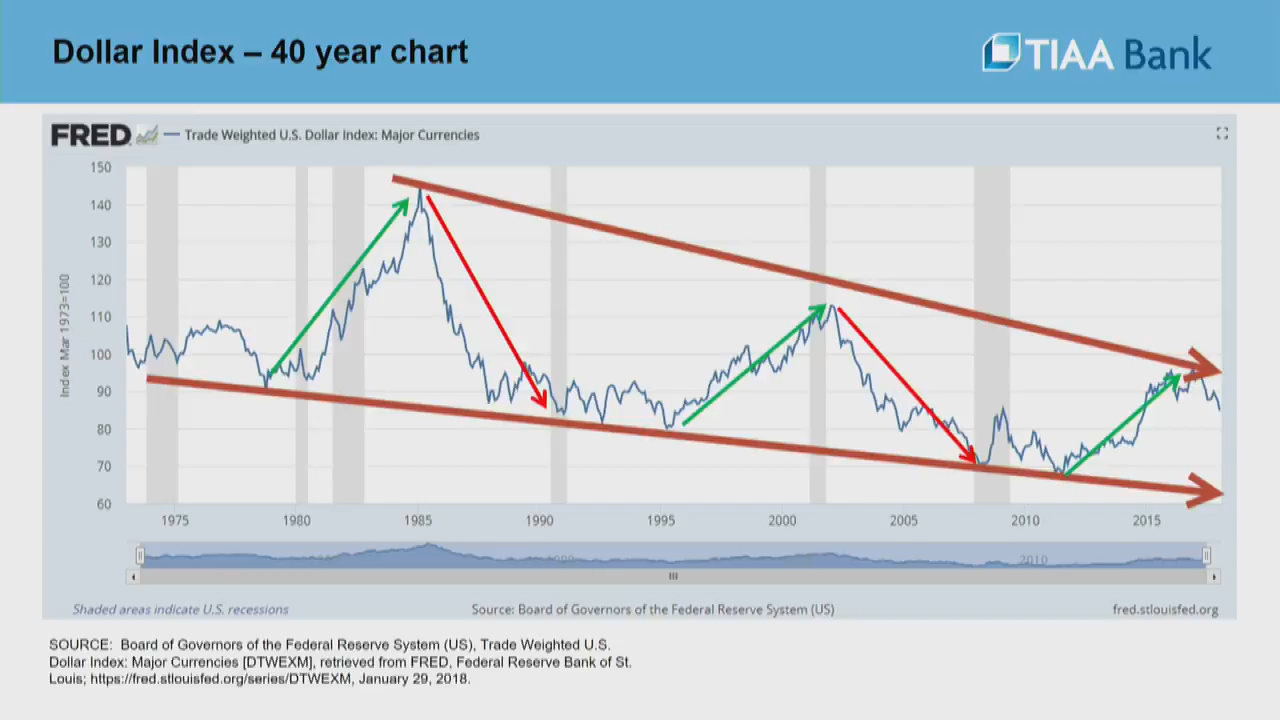 Dollar Index – 40 year chart
TIAA Bank
FRED
Trade Weighted U.S. Dollar Index: Major Currencies
Index Mar 1973=100
150
140
130
120
110
100
90
80
70
60
1975 1980 1985 1990 1995 2000 2005 2010 2015
1990 2010
Shaded areas indicate U.S. recessions
Source: Board of Governors of the Federal Reserve System (US)
fred.stlouisfed.org
SOURCE: Board of Governors of the Federal Reserve System (US), Trade Weighted U.S.
Dollar Index: Major Currencies [DTWEXM], retrieved from FRED, Federal Reserve Bank of St.
Louis; https://fred.stlouisfed.org/series/DTWEXM, January 29, 2018.